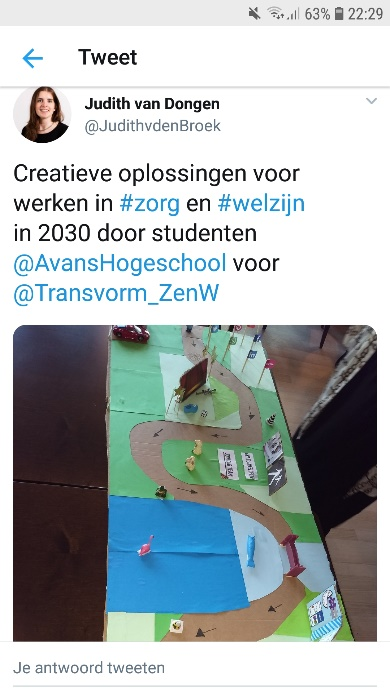 63% 22:29
Tweet
Judith van Dongen
@JudithvdenBroek
Creatieve oplossingen voor
werken in #zorg en #welzijn
in 2030 door studenten
@AvansHogeschool voor
@Transvorm_ZenW
Je antwoord tweeten